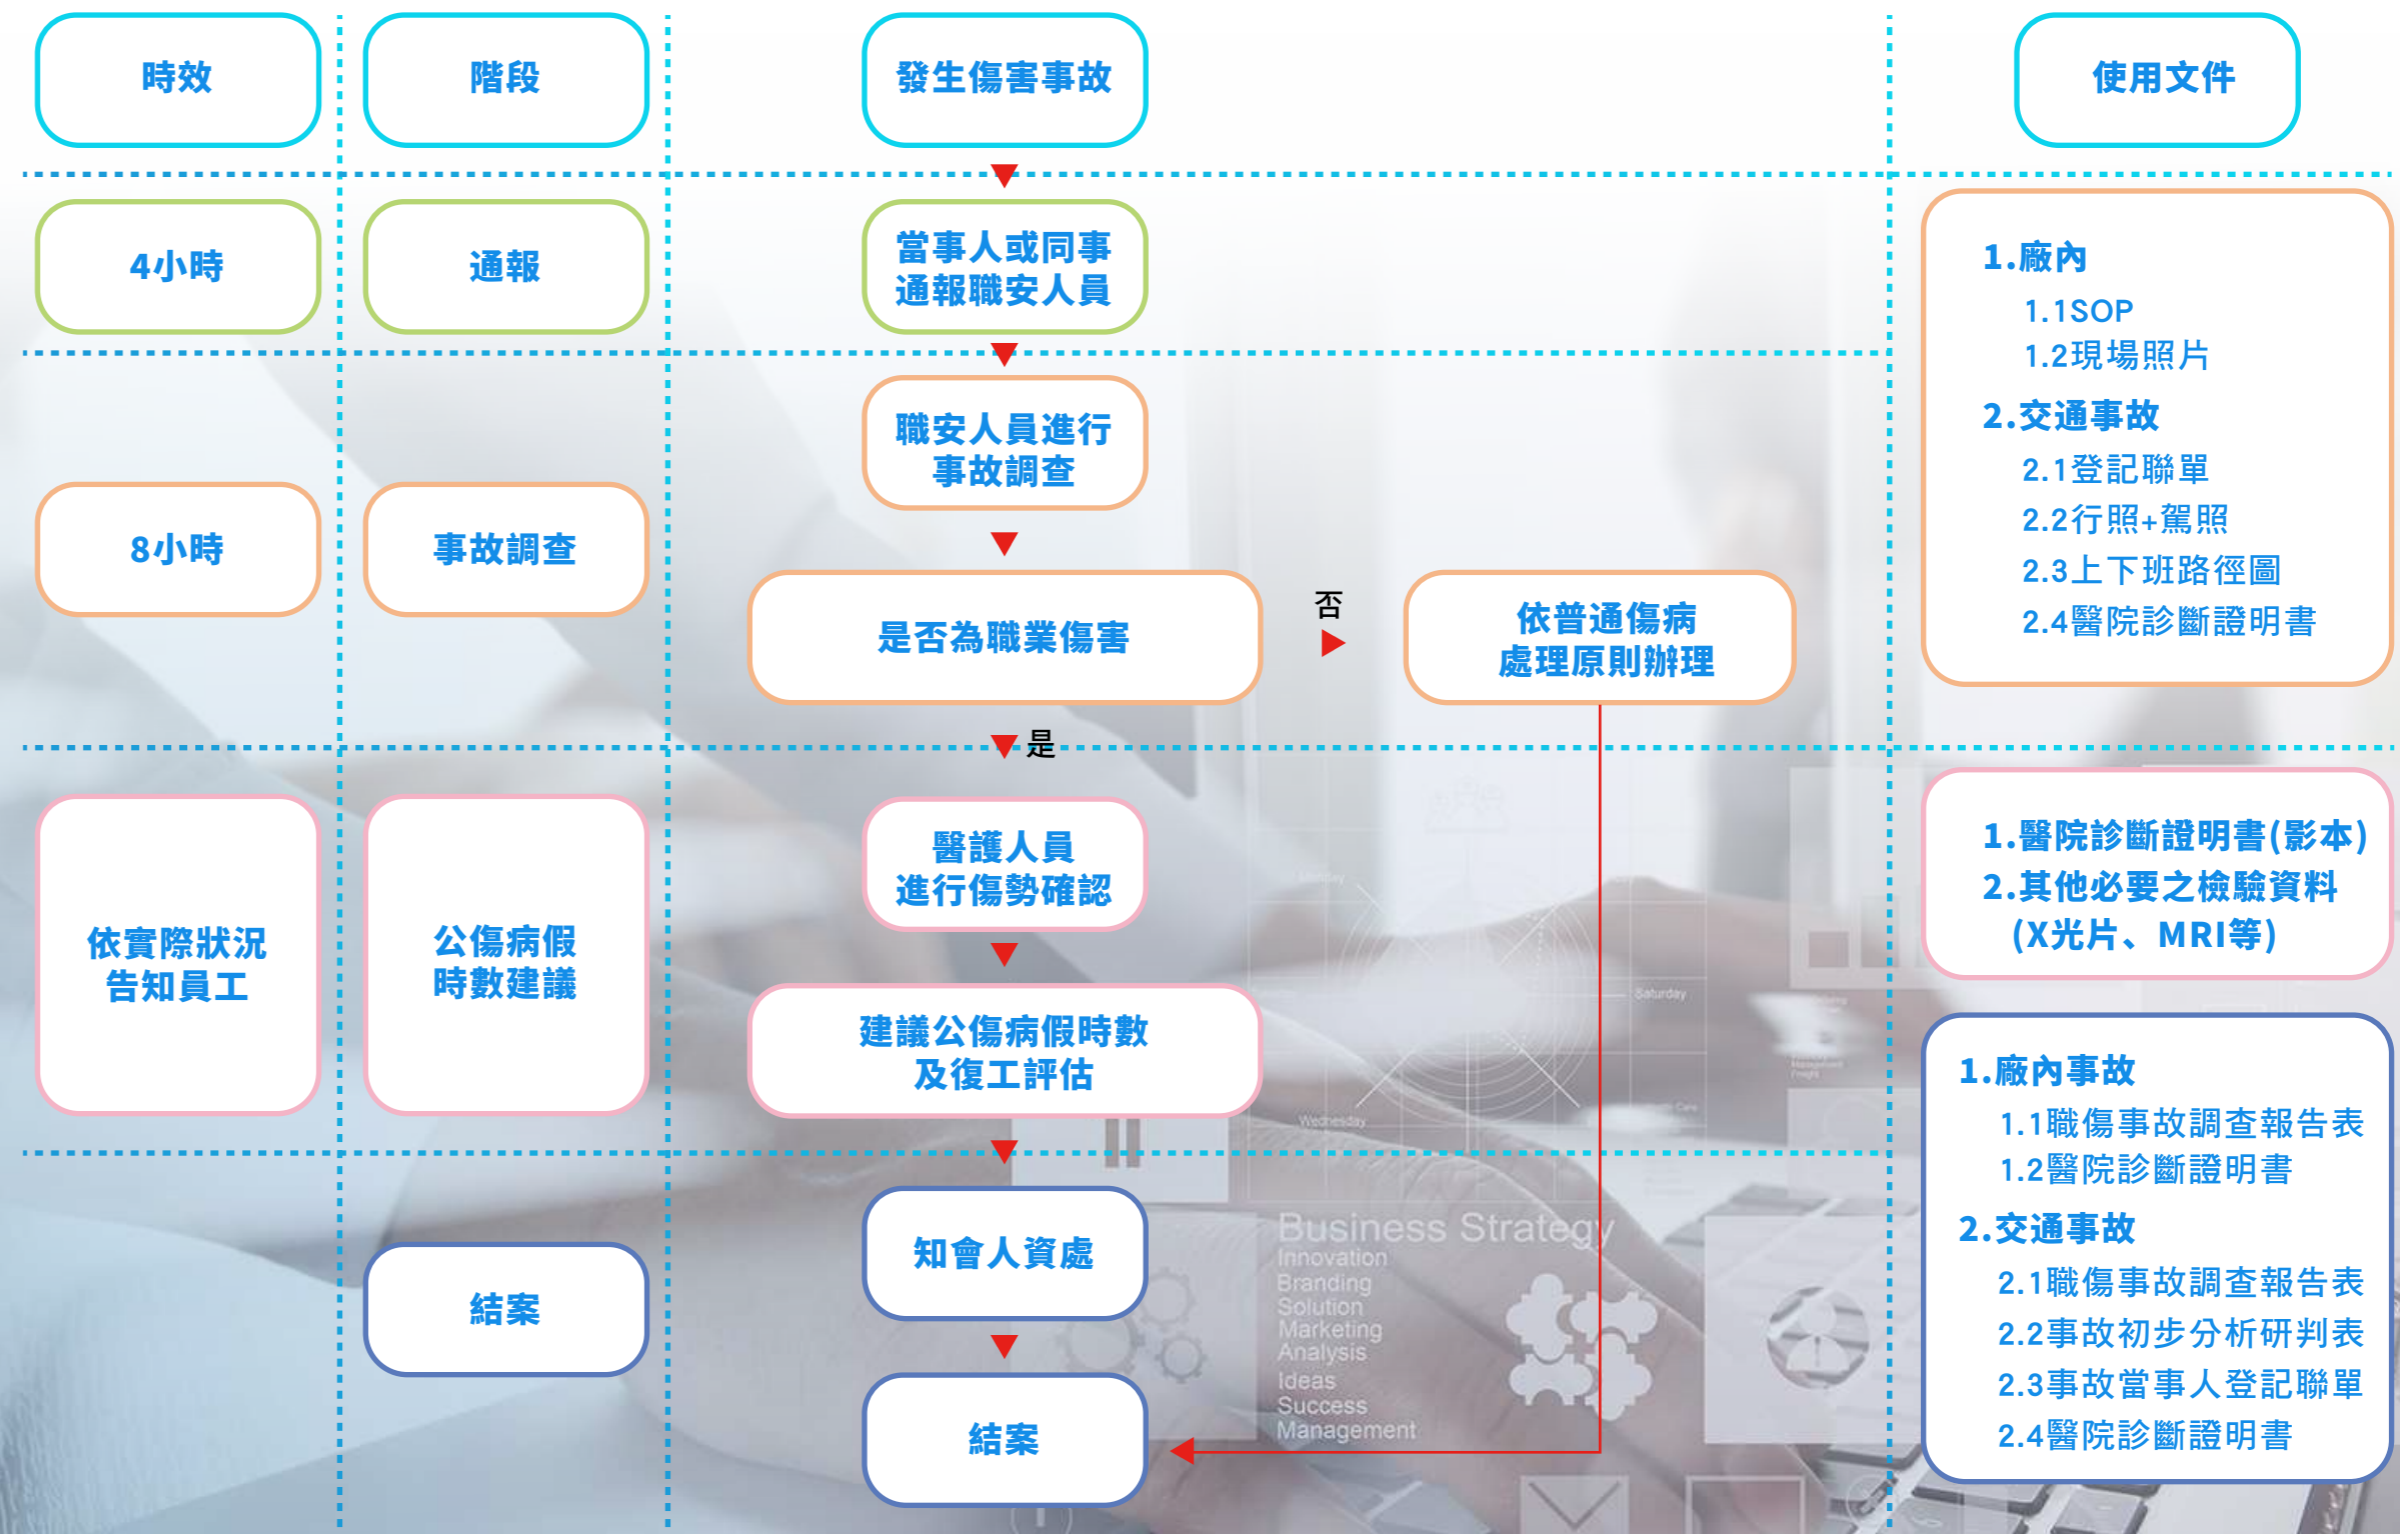 時效
階段
發生傷害事故
使用文件
4小時
通報
當事人或同事
通報職安人員
1.廠內
1.1SOP
1.2現場照片
2.交通事故
2.1登記聯單
2.2行照+駕照
2.3上下班路徑圖
2.4醫院診斷證明書
8小時
事故調查
職安人員進行
事故調查
是否為職業傷害
否
依普通傷病
處理原則辦理
是
依實際狀況
告知員工
公傷病假
時數建議
醫護人員
進行傷勢確認
建議公傷病假時數
及復工評估
1.醫院診斷證明書(影本)
2.其他必要之檢驗資料
(X光片、MRI等)
結案
知會人資處
結案
1.廠內事故
1.1職傷事故調查報告表
1.2醫院診斷證明書
2.交通事故
2.1職傷事故調查報告表
2.2事故初步分析研判表
2.3事故當事人登記聯單
2.4醫院診斷證明書
Monday
Saturday
Wednesday
Business Strategy
Innovation
Branding
Solution
Marketing
Analysis
Ideas
Success
Management